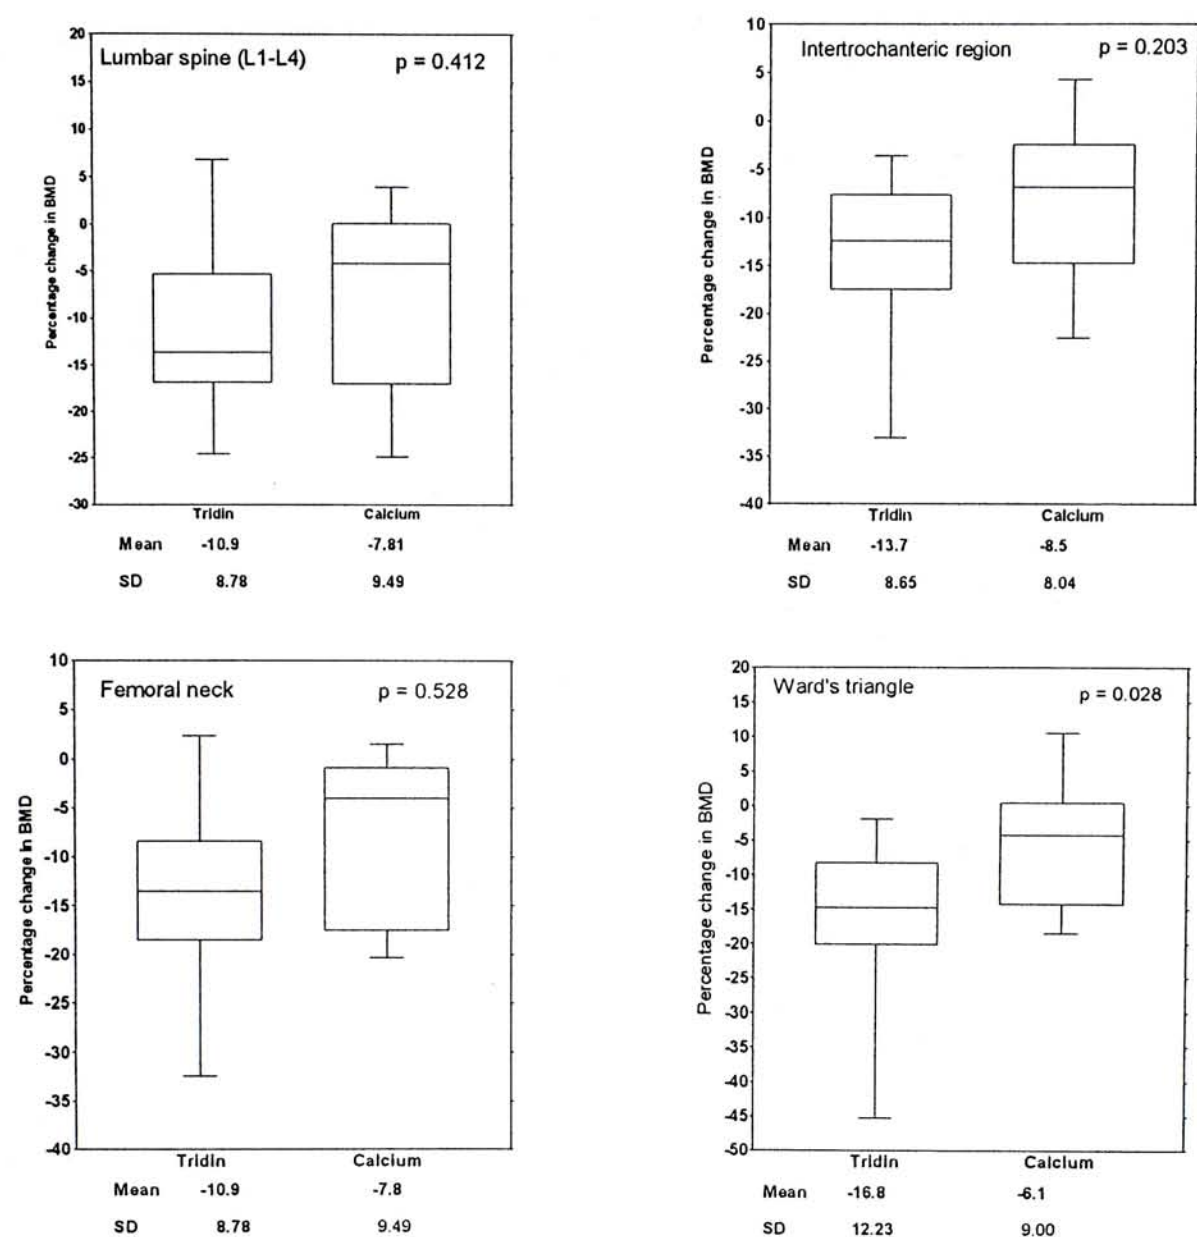 Lumbar spine (L1-L4) p = 0.412
Percentage change in BMD
20
15
10
5
0
-5
-10
-15
-20
-25
-30
Tridin Calcium
Mean -10.9 -7.81
SD 8.78 9.49
Intertrochanteric region p = 0.203
Percentage change in BMD
10
5
0
-5
-10
-15
-20
-25
-30
-35
-40
Tridin Calcium
Mean -13.7 -8.5
SD 8.65 8.04
Femoral neck p = 0.528
Percentage change in BMD
10
5
0
-5
-10
-15
-20
-25
-30
-35
-40
Tridin Calcium
Mean -10.9 -7.8
SD 8.78 9.49
Ward's triangle p = 0.028
Percentage change in BMD
20
15
10
5
0
-5
-10
-15
-20
-25
-30
-35
-40
-45
-50
Tridin Calcium
Mean -16.8 -6.1
SD 12.23 9.00